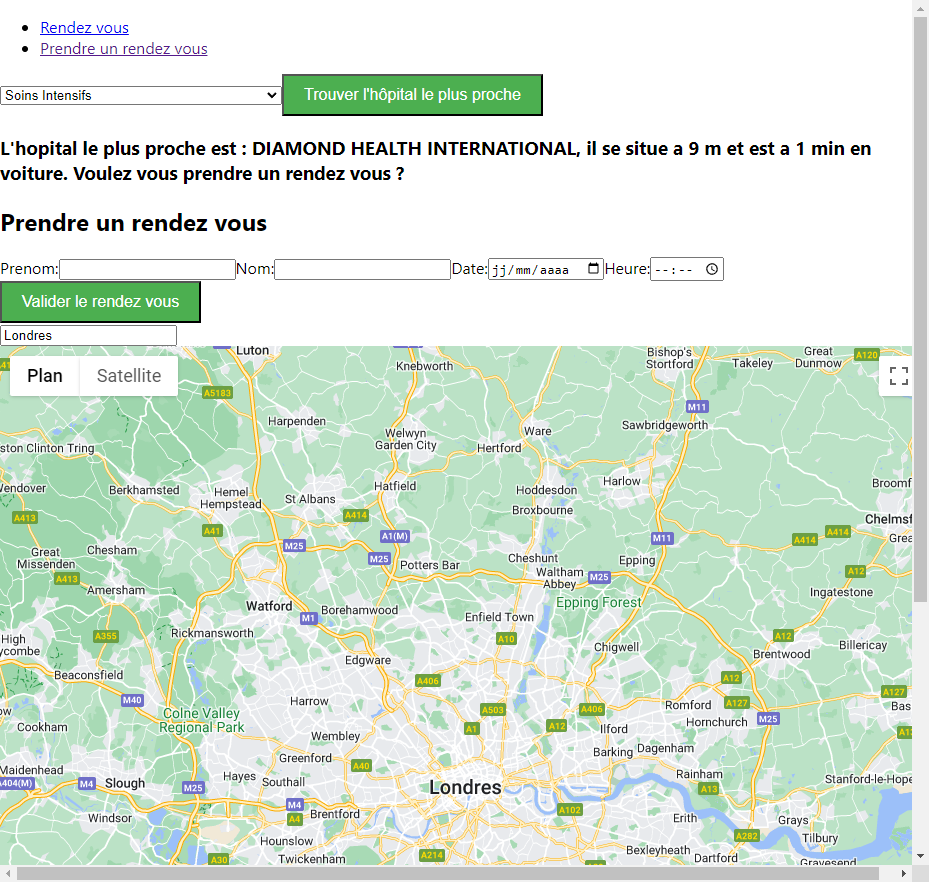 Rendez vous
Prendre un rendez vous
Soins Intensifs
Trouver l'hôpital le plus proche
L'hopital le plus proche est : DIAMOND HEALTH INTERNATIONAL, il se situe a 9 m et est a 1 min en
voiture. Voulez vous prendre un rendez vous ?
Prendre un rendez vous
Prenom: Nom: Date: jj/mm/aaaa Heure: --:--
Valider le rendez vous
Londres
Luton
Knebworth
Bishop's
Stortford
Takeley
Great
Dunmow
A120
Plan
Satellite
A5183
M11
Harpenden
Welwyn
Garden City
Ware
Hertford
Sawbridgeworth
ston Clinton Tring
Berkhamsted
Hemel
Hempstead
St Albans
Hatfield
Hoddesdon
Harlow
Broxbourne
A413
A41
A414
A1(M)
M11
A414
A414
M25
M25
Great
Missenden
Chesham
Potters Bar
Cheshunt
Waltham
Abbey
Epping
A413
M25
A12
Amersham
Epping Forest
Ingatestone
Watford
M1
Borehamwood
Enfield Town
A355
Rickmansworth
A10
Chigwell
A12
Brentwood
Billericay
High
Edgware
Beaconsfield
A406
A12
M40
Harrow
A503
A406
Romford
A127
A127
Colne Valley
Regional Park
Cookham
Wembley
A1
A12
Ilford
Hornchurch
M25
Greenford
A40
Barking
Dagenham
Maidenhead
A404(M)
M4
Slough
M25
Hayes
Southall
Londres
Rainham
A13
Stanford-le-Hope
Windsor
M4
A4
Brentford
A102
Erith
Grays
Hounslow
A282
Tilbury
A30
Twickenham
A214
Bexleyheath
Dartford
Gravesend